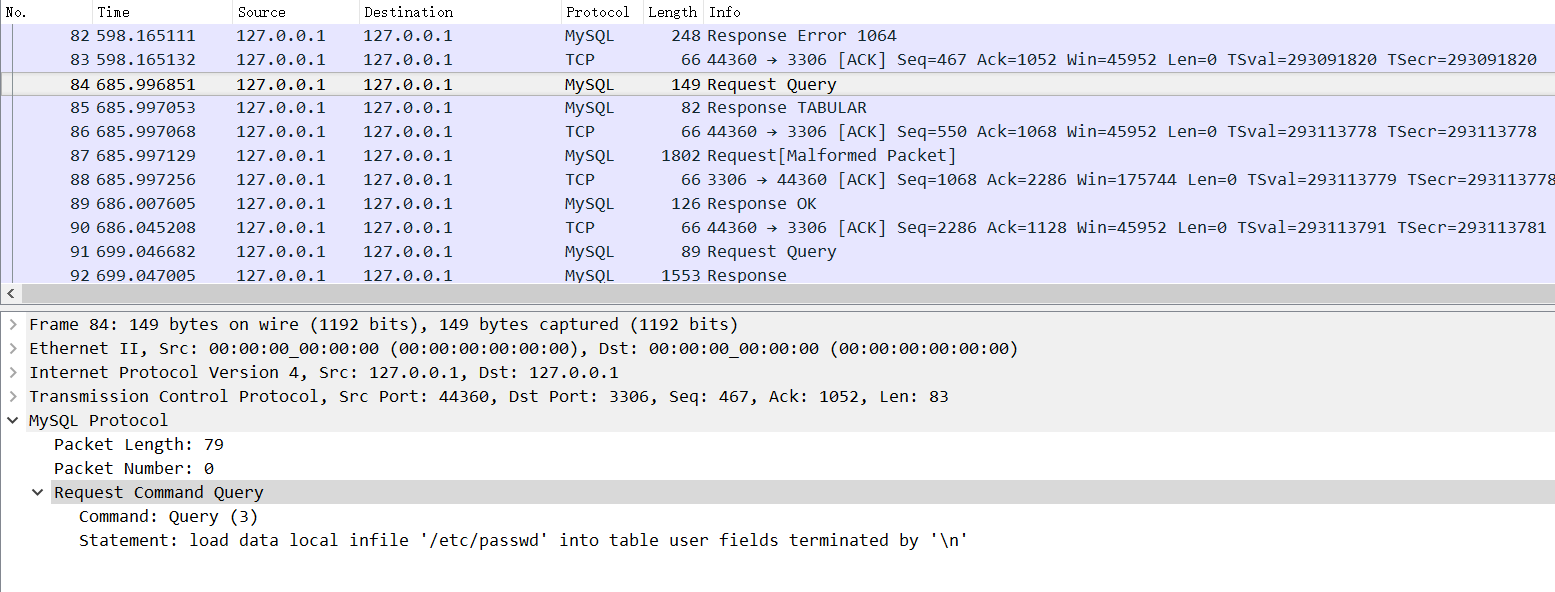 No. Time Source Destination Protocol Length Info
82 598.165111 127.0.0.1 127.0.0.1 MySQL 248 Response Error 1064
83 598.165132 127.0.0.1 127.0.0.1 TCP 66 44360 → 3306 [ACK] Seq=467 Ack=1052 Win=45952 Len=0 TSval=293091820 TSecr=293091820
84 685.996851 127.0.0.1 127.0.0.1 MySQL 149 Request Query
85 685.997053 127.0.0.1 127.0.0.1 MySQL 82 Response TABULAR
86 685.997068 127.0.0.1 127.0.0.1 TCP 66 44360 → 3306 [ACK] Seq=550 Ack=1068 Win=45952 Len=0 TSval=293113778 TSecr=293113778
87 685.997129 127.0.0.1 127.0.0.1 MySQL 1802 Request[Malformed Packet]
88 685.997256 127.0.0.1 127.0.0.1 TCP 66 3306 → 44360 [ACK] Seq=1068 Ack=2286 Win=175744 Len=0 TSval=293113779 TSecr=293113778
89 686.007605 127.0.0.1 127.0.0.1 MySQL 126 Response OK
90 686.045208 127.0.0.1 127.0.0.1 TCP 66 44360 → 3306 [ACK] Seq=2286 Ack=1128 Win=45952 Len=0 TSval=293113791 TSecr=293113781
91 699.046682 127.0.0.1 127.0.0.1 MySQL 89 Request Query
92 699.047005 127.0.0.1 127.0.0.1 MySQL 1553 Response
Frame 84: 149 bytes on wire (1192 bits), 149 bytes captured (1192 bits)
Ethernet II, Src: 00:00:00_00:00:00 (00:00:00:00:00:00), Dst: 00:00:00_00:00:00 (00:00:00:00:00:00)
Internet Protocol Version 4, Src: 127.0.0.1, Dst: 127.0.0.1
Transmission Control Protocol, Src Port: 44360, Dst Port: 3306, Seq: 467, Ack: 1052, Len: 83
MySQL Protocol
Packet Length: 79
Packet Number: 0
Request Command Query
Command: Query (3)
Statement: load data local infile '/etc/passwd' into table user fields terminated by '\n'